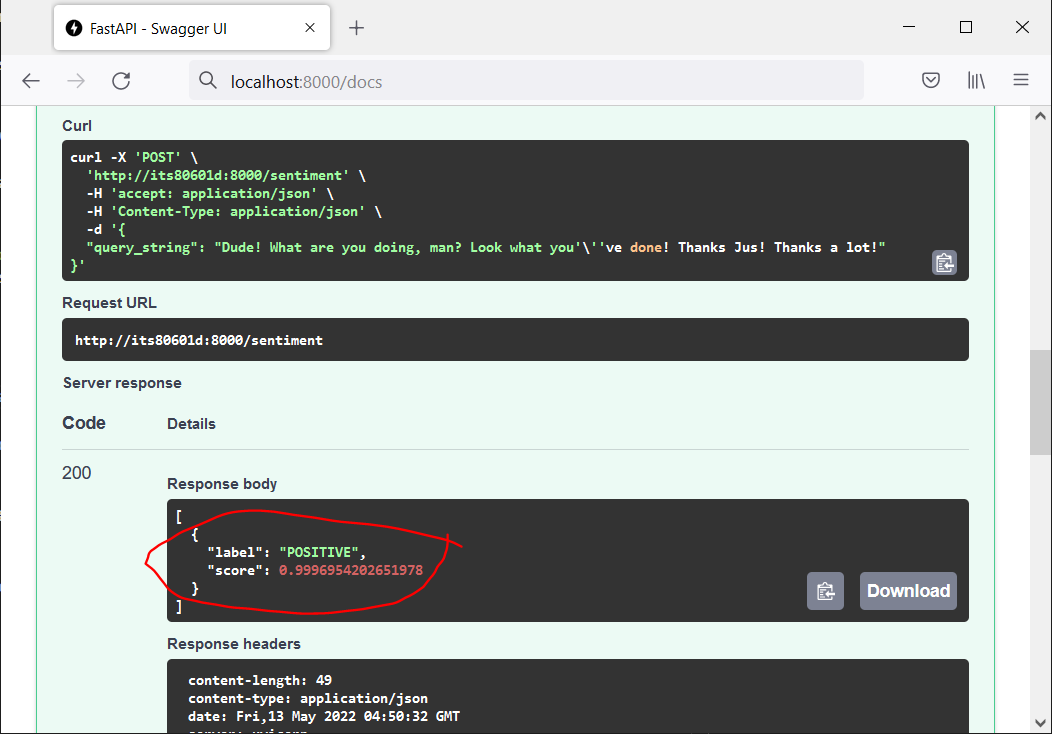 FastAPI - Swagger UI
localhost:8000/docs
Curl
curl -X 'POST' \
'http://its80601d:8000/sentiment' \
-H 'accept: application/json' \
-H 'Content-Type: application/json' \
-d '{
"query_string": "Dude! What are you doing, man? Look what you'\''ve done! Thanks Jus! Thanks a lot!"
}'
Request URL
http://its80601d:8000/sentiment
Server response
Code Details
200
Response body
[
{
"label": "POSITIVE",
"score": 0.9996954202651978
}
]
Download
Response headers
content-length: 49
content-type: application/json
date: Fri,13 May 2022 04:50:32 GMT